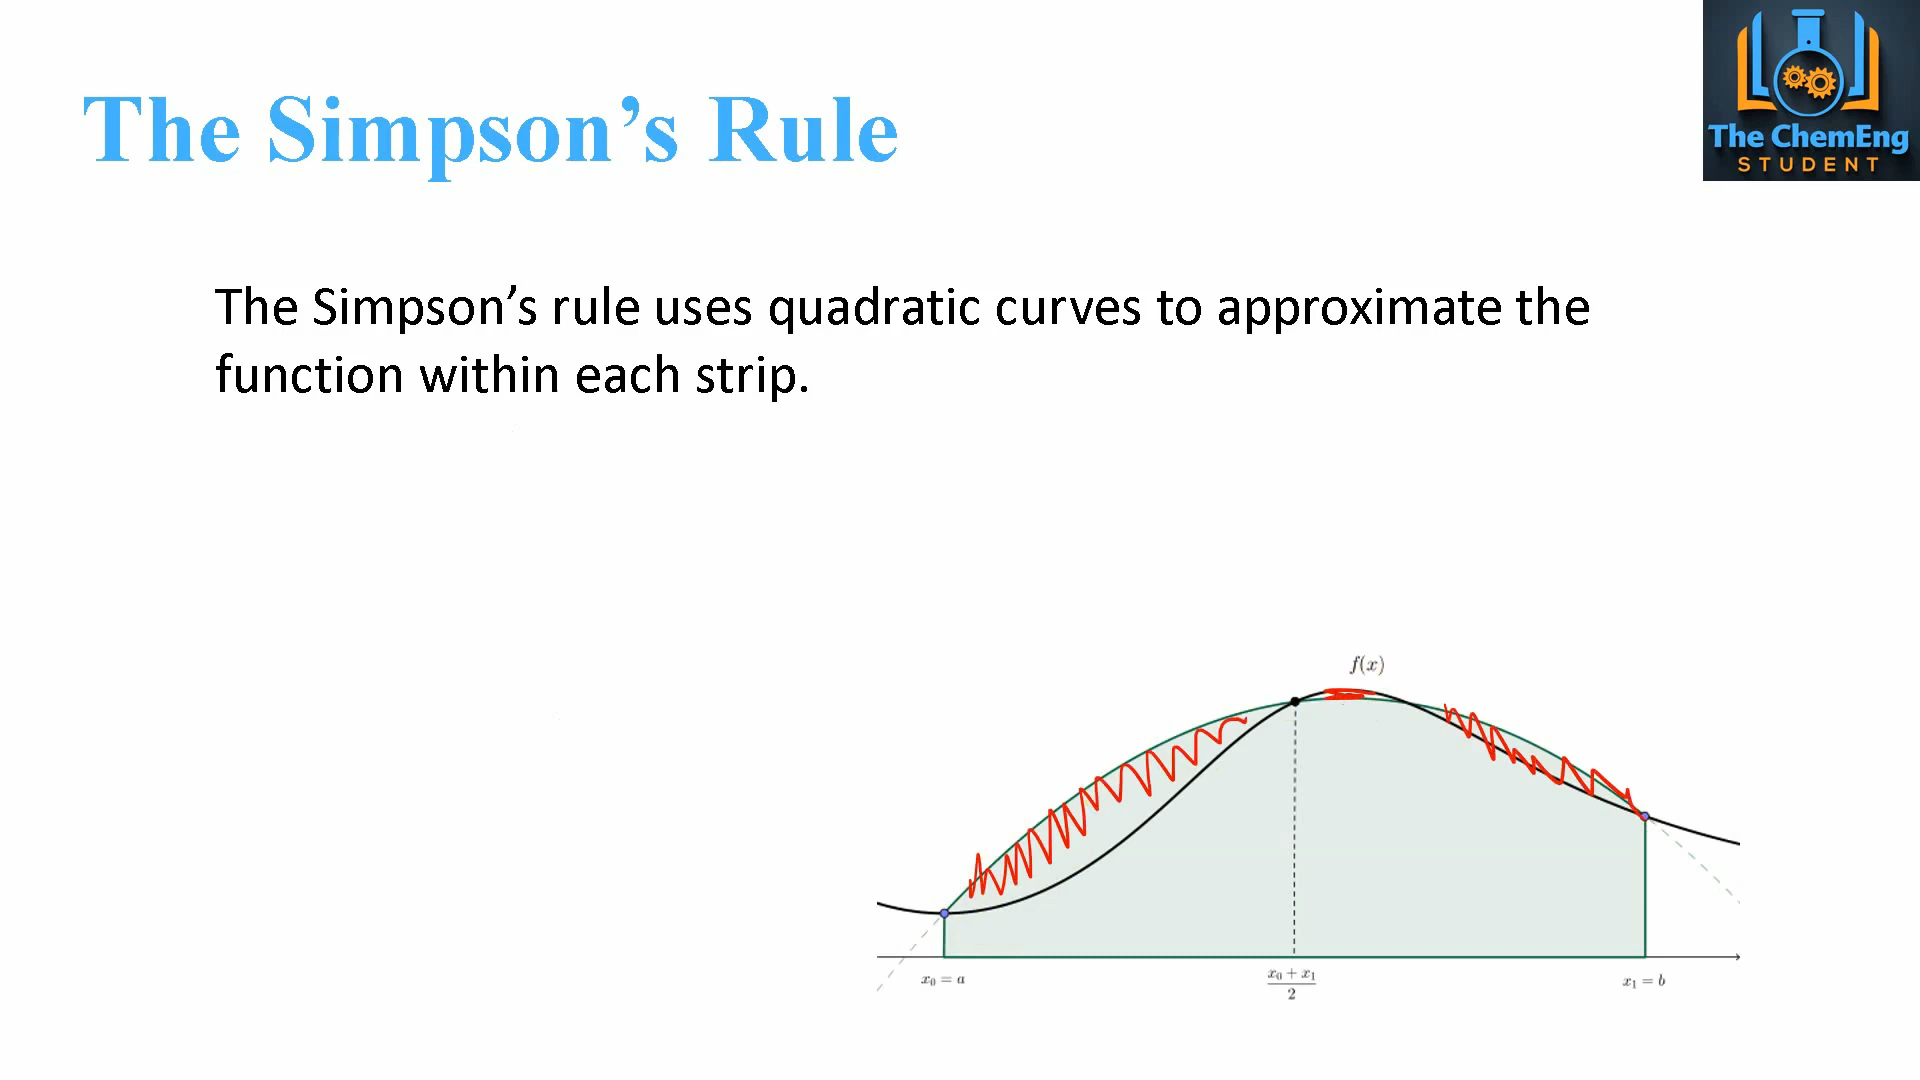 The Simpson’s Rule
The ChemEng
STUDENT
The Simpson’s rule uses quadratic curves to approximate the
function within each strip.
f(x)
x₀ = a
x₀ + x₁
2
x₁ = b